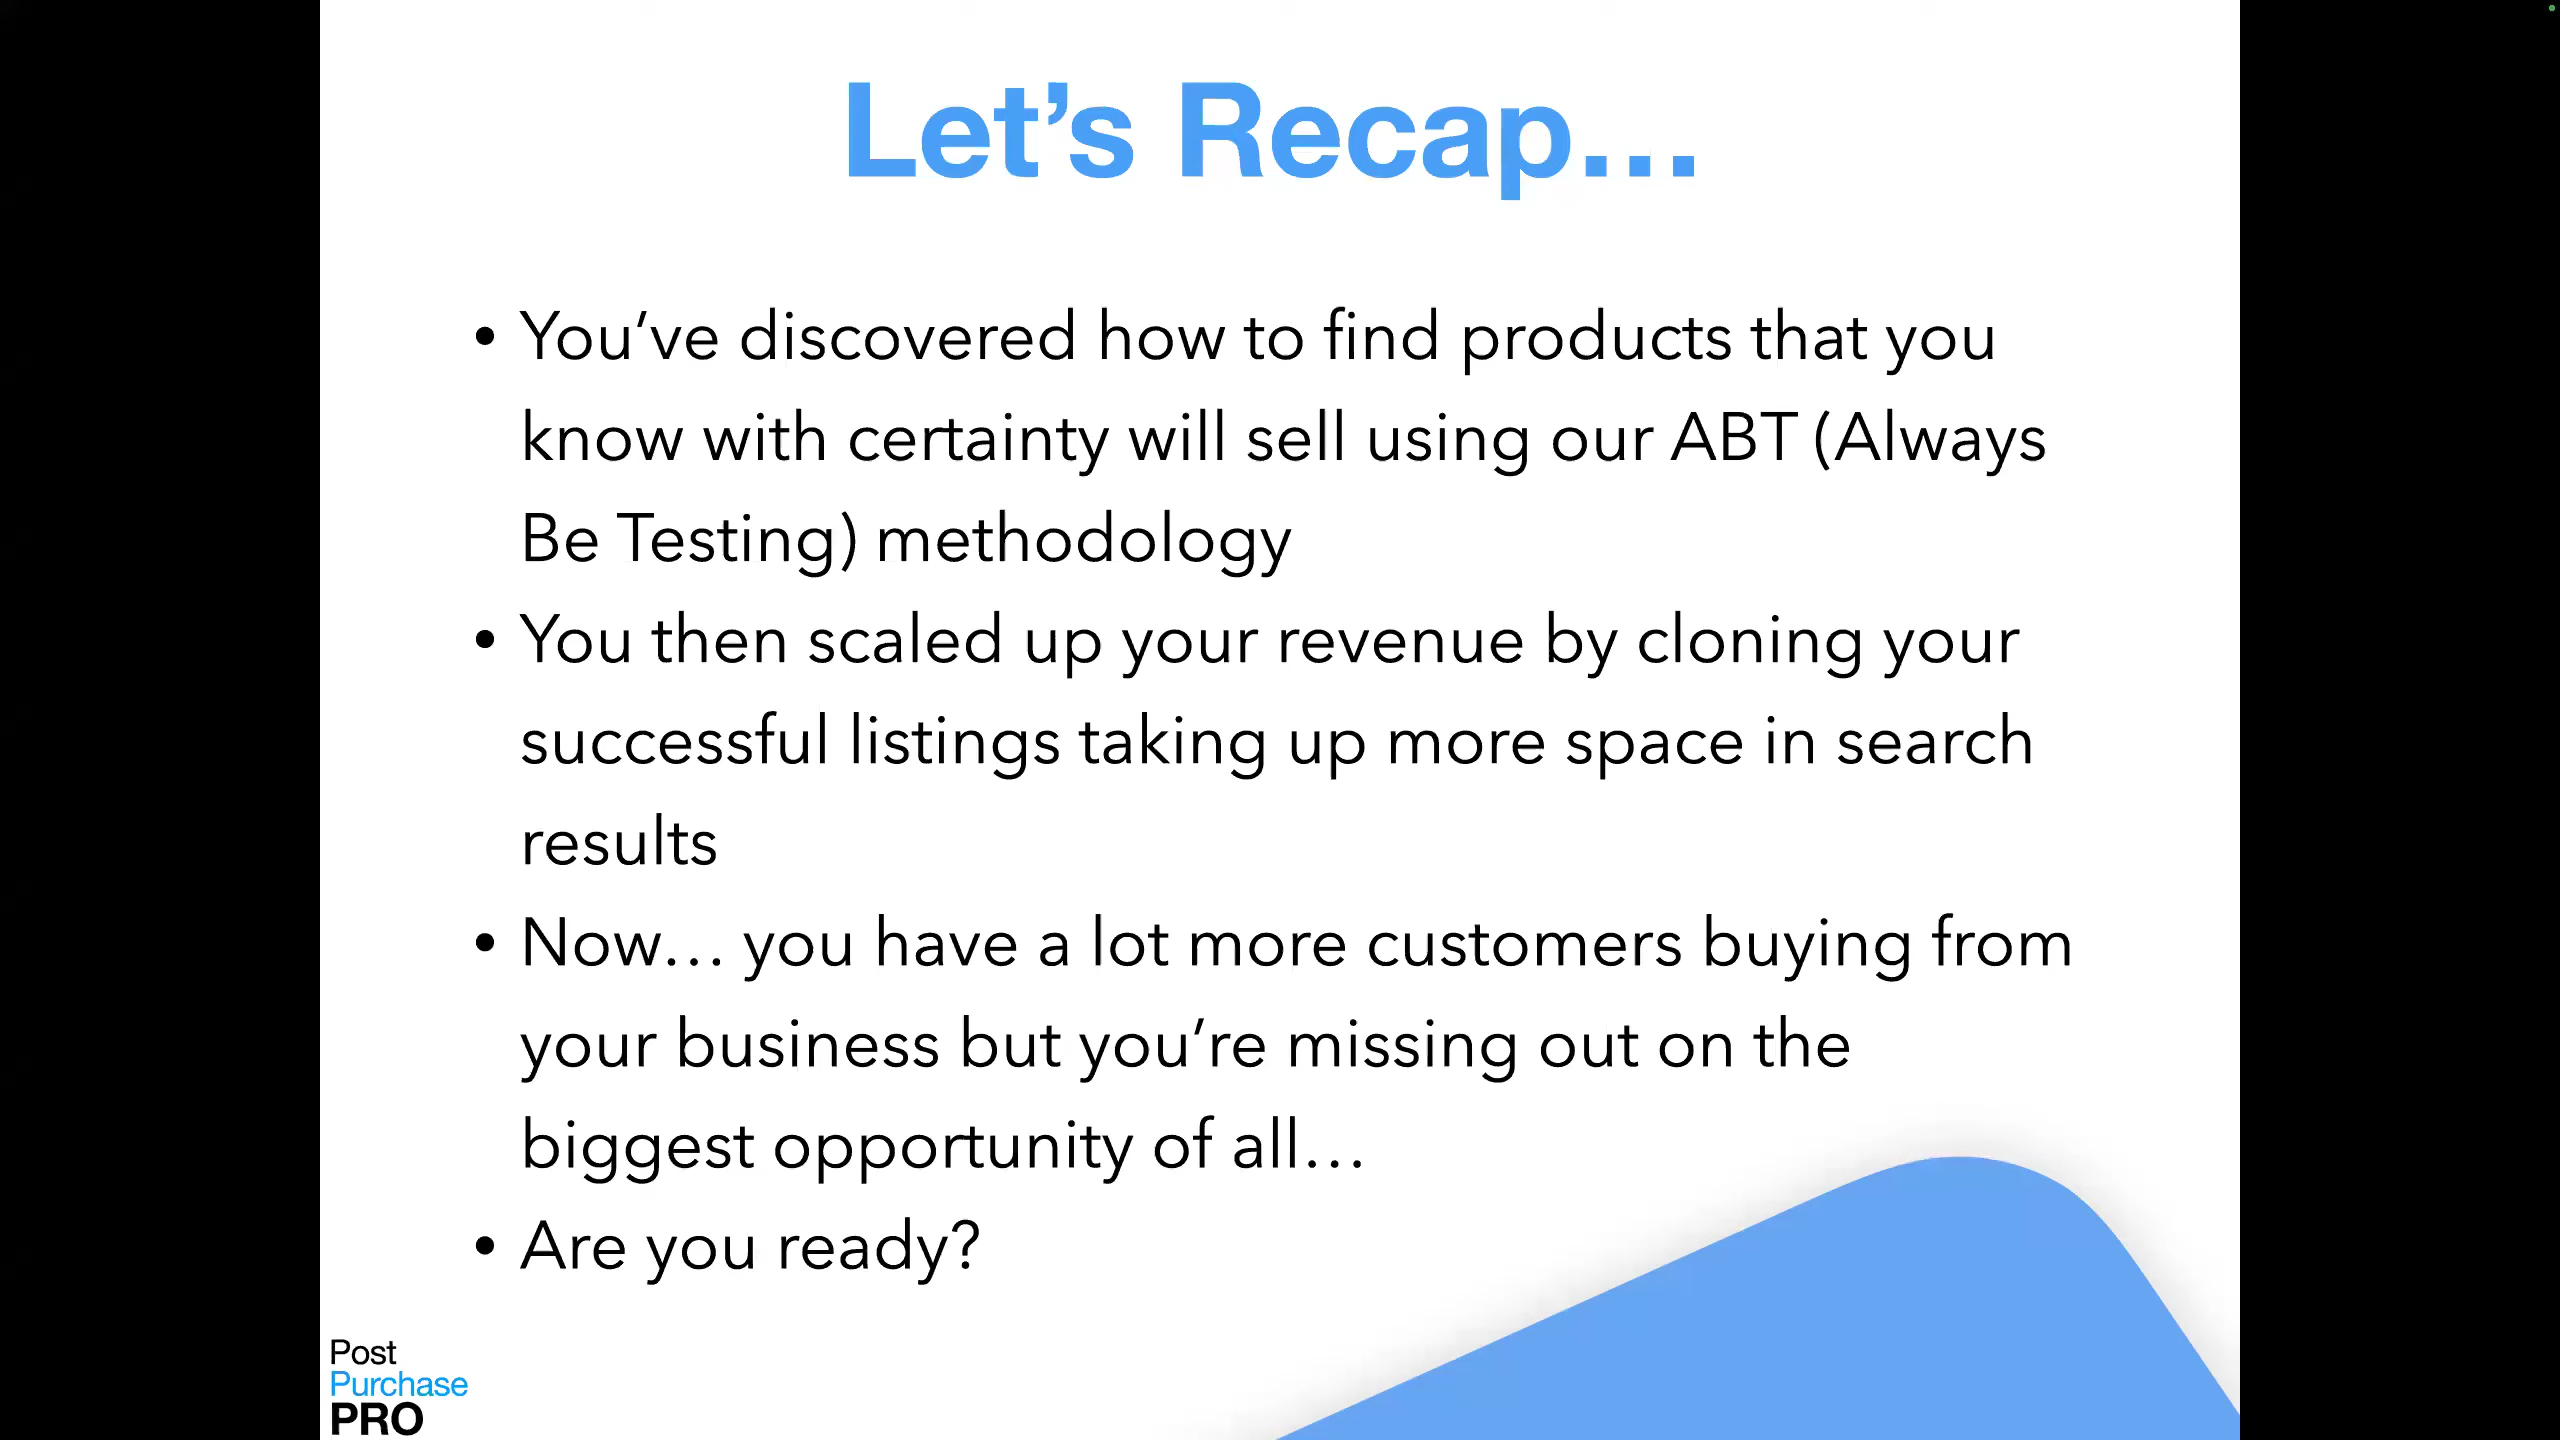 Let’s Recap…
• You’ve discovered how to find products that you
know with certainty will sell using our ABT (Always
Be Testing) methodology
• You then scaled up your revenue by cloning your
successful listings taking up more space in search
results
• Now… you have a lot more customers buying from
your business but you’re missing out on the
biggest opportunity of all…
• Are you ready?
Post
Purchase
PRO